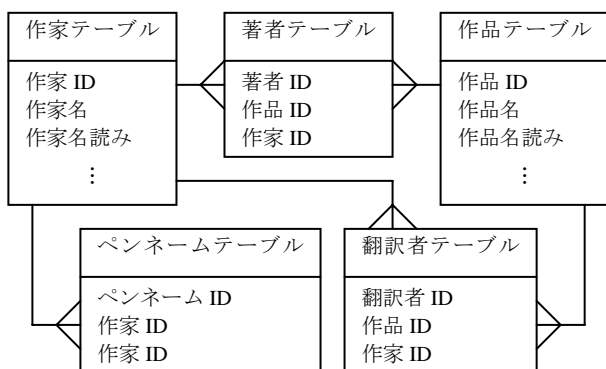 作家テーブル
作家 ID
作家名
作家名読み
⋮
著者テーブル
著者 ID
作品 ID
作家 ID
作品テーブル
作品 ID
作品名
作品名読み
⋮
ペンネームテーブル
ペンネーム ID
作家 ID
作家 ID
翻訳者テーブル
翻訳者 ID
作品 ID
作家 ID